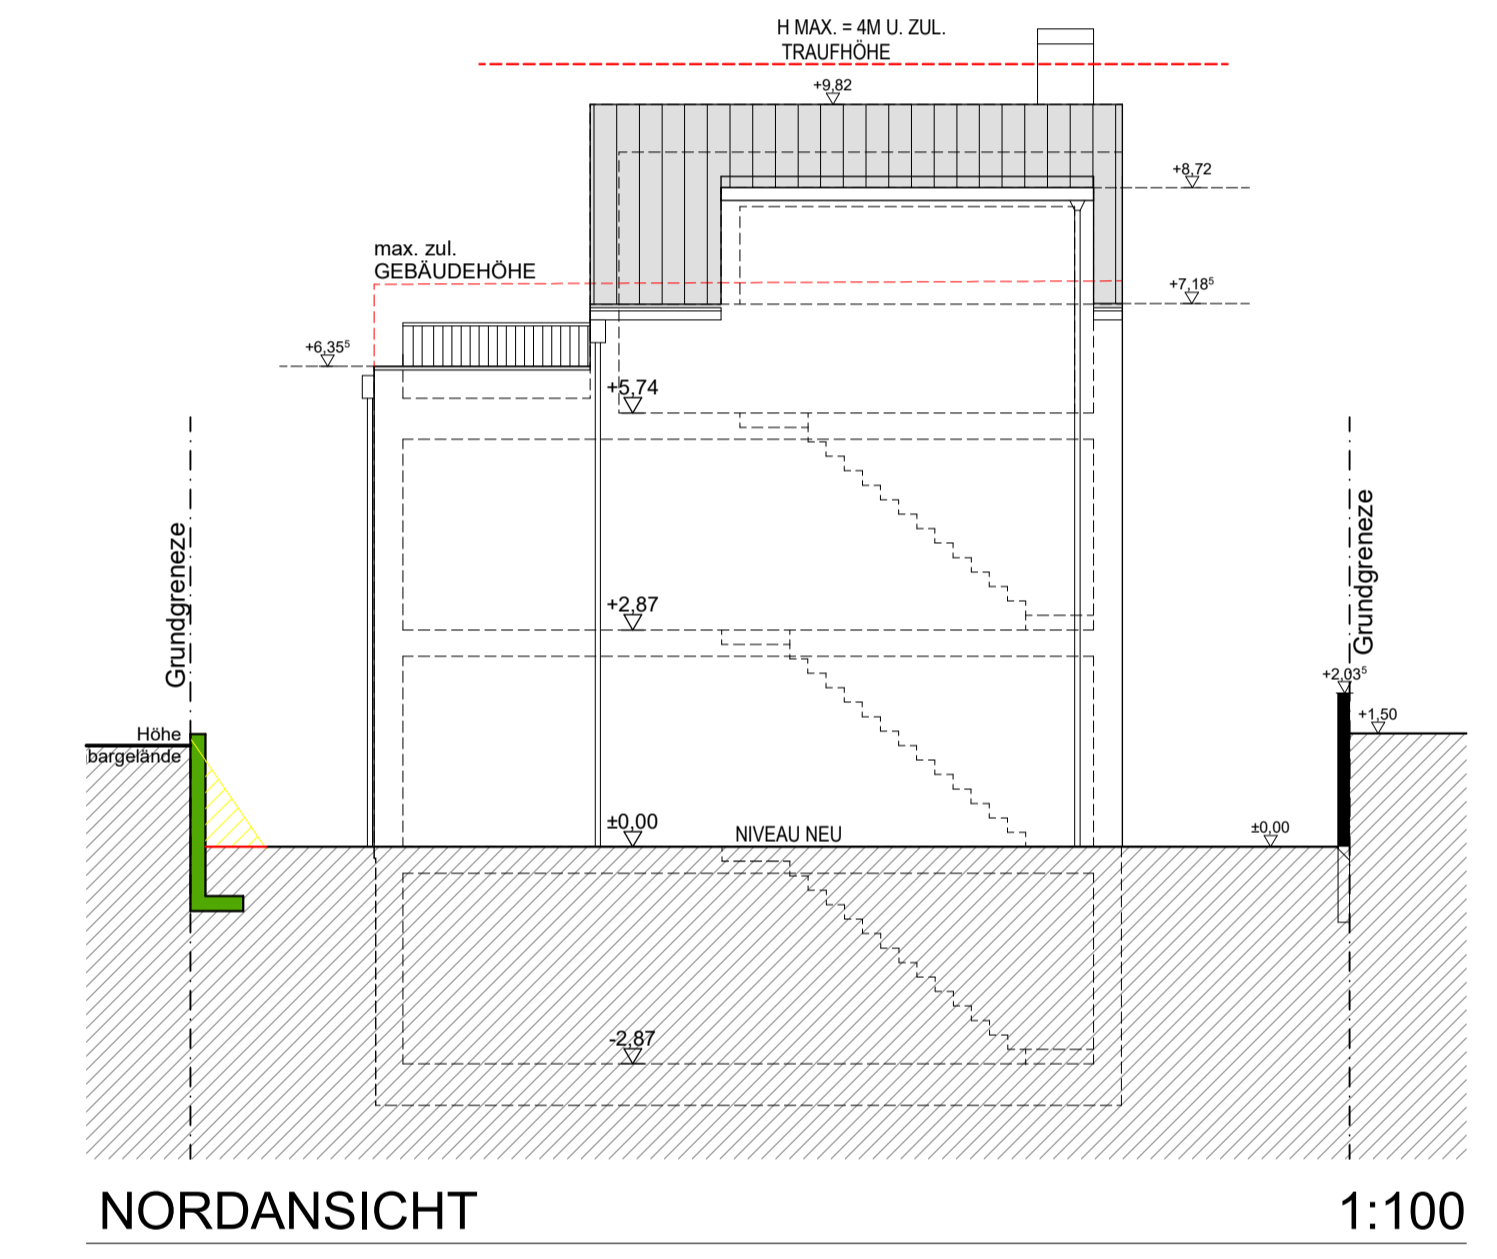 H MAX. = 4M U. ZUL.
TRAUFHÖHE
+9,82
+8,72
max. zul.
GEBÄUDEHÖHE
+7,18⁵
+6,35⁵
+5,74
Grundgreneze
Grundgreneze
+2,87
+2,03⁵
+1,50
Höhe
bargelände
±0,00
NIVEAU NEU
±0,00
-2,87
NORDANSICHT
1:100